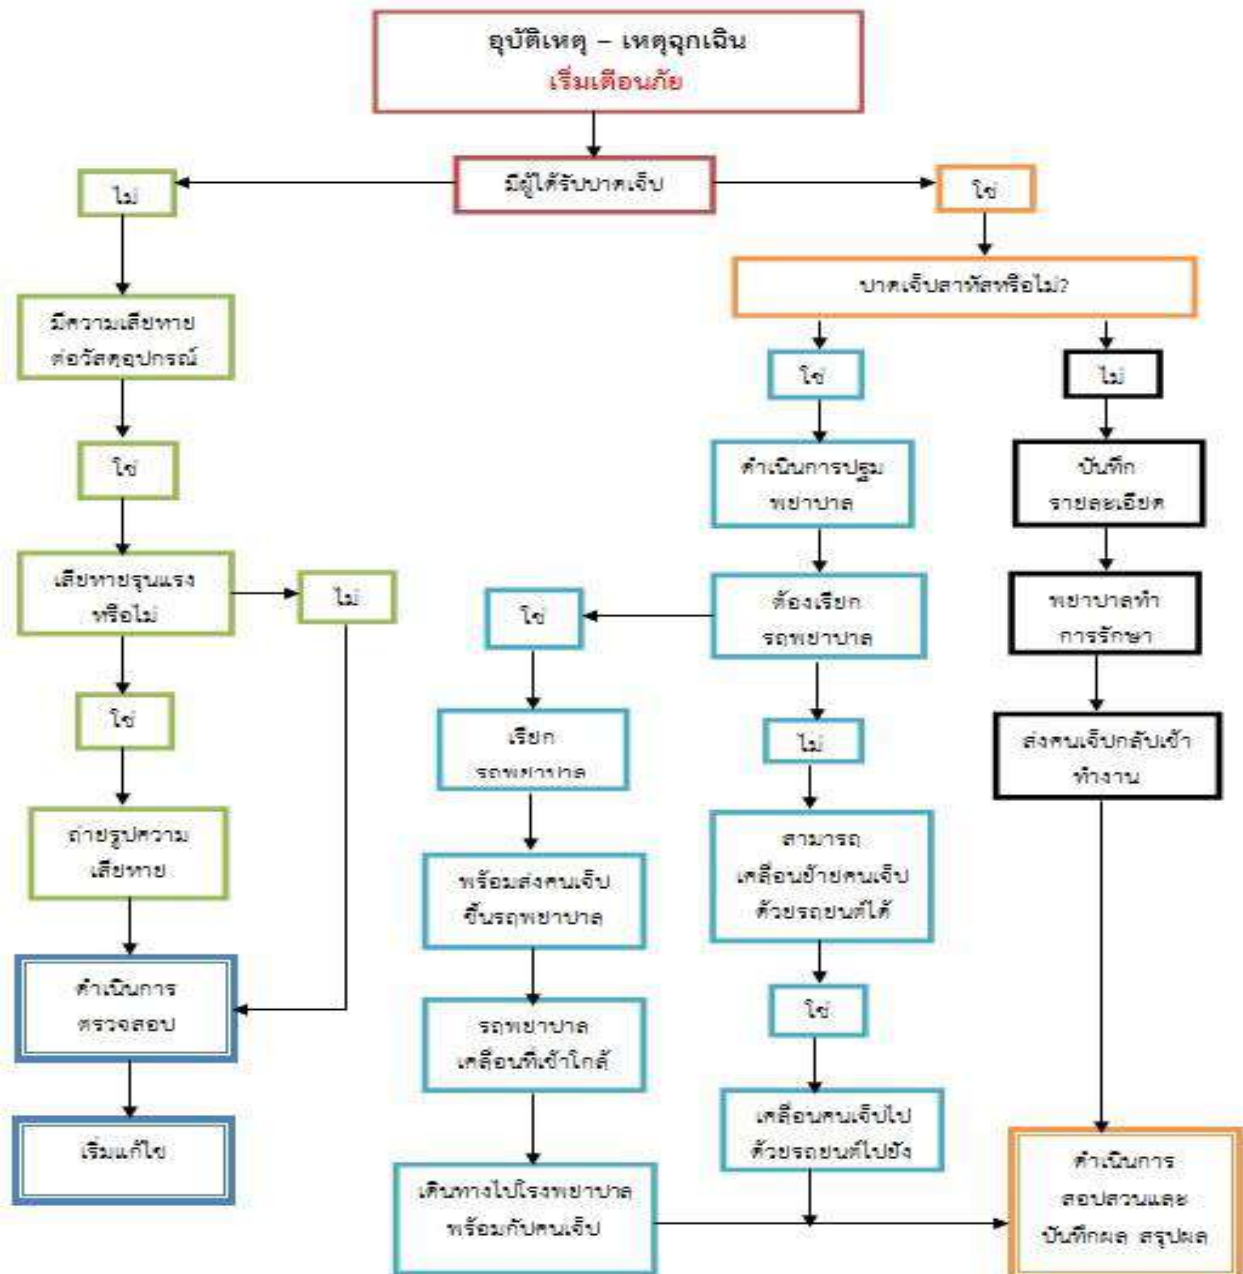 อุบัติเหตุ – เหตุฉุกเฉิน
เริ่มเตือนภัย
มีผู้ได้รับบาดเจ็บ
ไม่
ใช่
บาดเจ็บสาหัสหรือไม่?
มีความเสียหาย
ต่อวัสดุอุปกรณ์
ใช่
ไม่
ใช่
ดำเนินการปฐม
พยาบาล
บันทึก
รายละเอียด
เสียหายรุนแรง
หรือไม่
ไม่
ใช่
ต้องเรียก
รถพยาบาล
พยาบาลทำ
การรักษา
ใช่
เรียก
รถพยาบาล
ไม่
ส่งคนเจ็บกลับเข้า
ทำงาน
ถ่ายรูปความ
เสียหาย
พร้อมส่งคนเจ็บ
ขึ้นรถพยาบาล
สามารถ
เคลื่อนย้ายคนเจ็บ
ด้วยรถยนต์ได้
ดำเนินการ
ตรวจสอบ
รถพยาบาล
เคลื่อนที่เข้าใกล้
ใช่
เริ่มแก้ไข
เคลื่อนคนเจ็บไป
ด้วยรถยนต์ไปยัง
เดินทางไปโรงพยาบาล
พร้อมกับคนเจ็บ
ดำเนินการ
สอบสวนและ
บันทึกผล สรุปผล